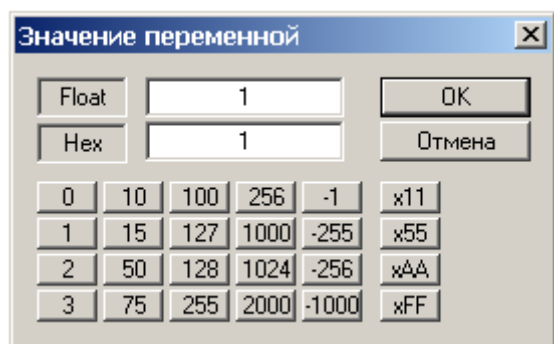 Значение переменной
Float 1 OK
Hex 1 Отмена
0 10 100 256 -1 x11
1 15 127 1000 -255 x55
2 50 128 1024 -256 xAA
3 75 255 2000 -1000 xFF